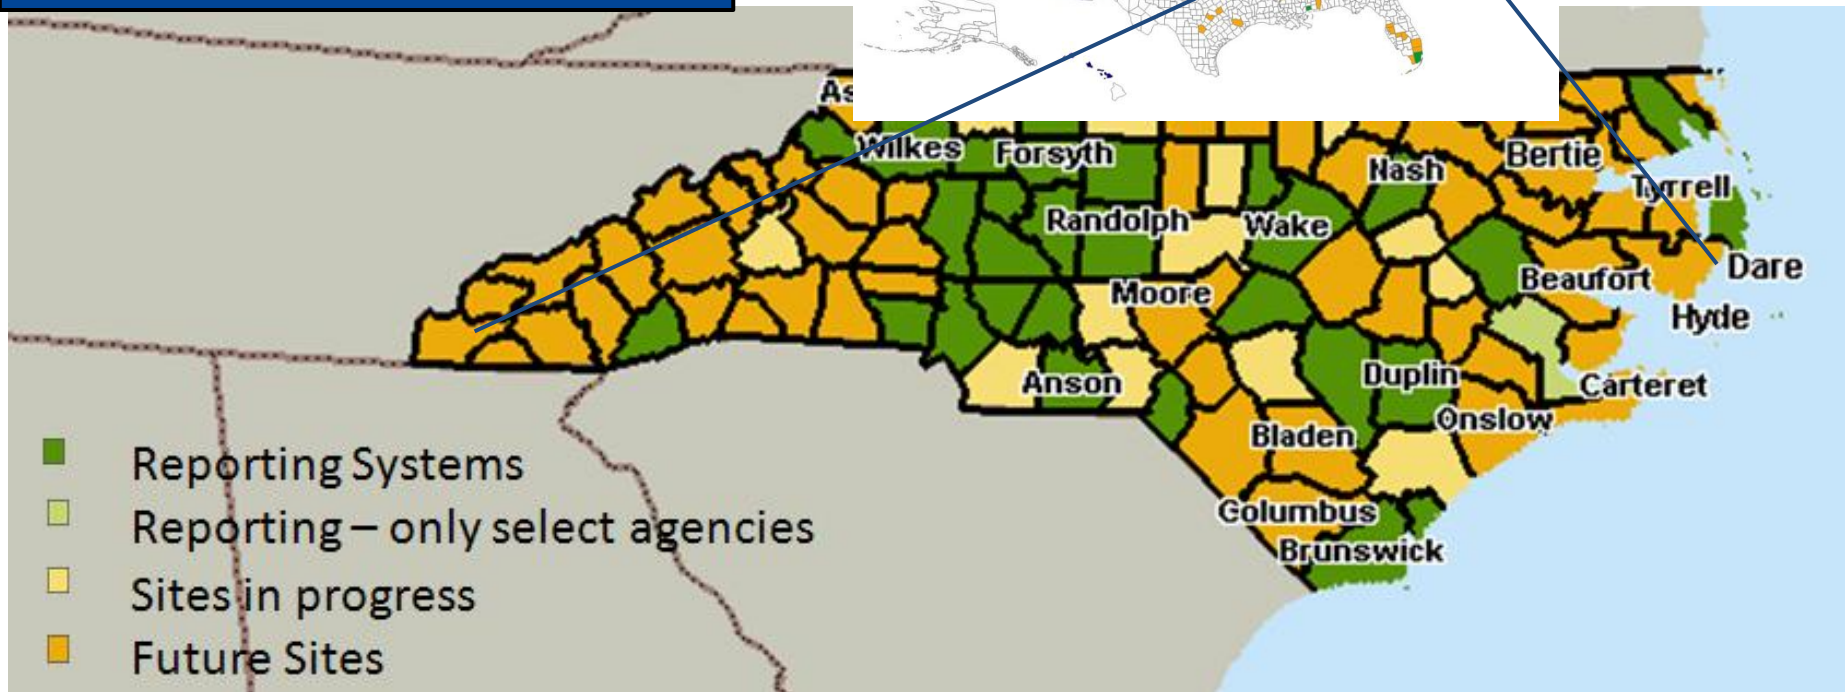 As
Wilkes
Forsyth
Nash
Bertie
Tyrrell
Randolph
Wake
Dare
Beaufort
Moore
Hyde
Anson
Duplin
Carteret
Onslow
Bladen
Columbus
Brunswick
Reporting Systems
Reporting – only select agencies
Sites in progress
Future Sites